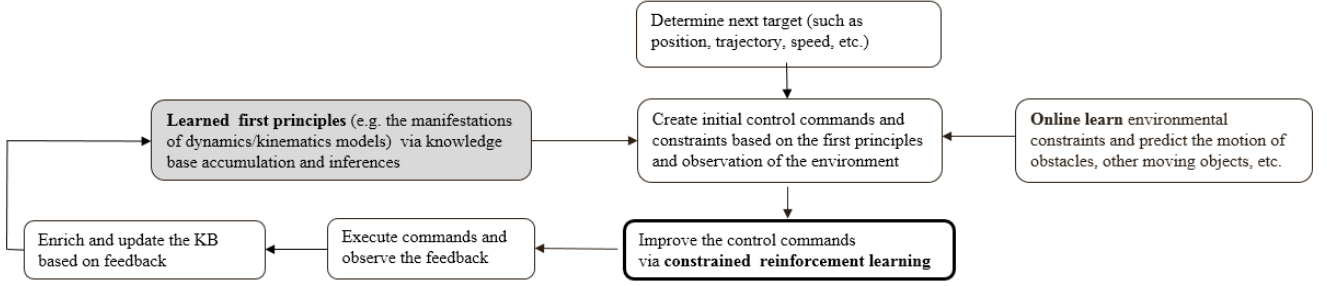 Determine next target (such as
position, trajectory, speed, etc.)
Learned first principles (e.g. the manifestations
of dynamics/kinematics models) via knowledge
base accumulation and inferences
Create initial control commands and
constraints based on the first principles
and observation of the environment
Online learn environmental
constraints and predict the motion of
obstacles, other moving objects, etc.
Enrich and update the KB
based on feedback
Execute commands and
observe the feedback
Improve the control commands
via constrained reinforcement learning